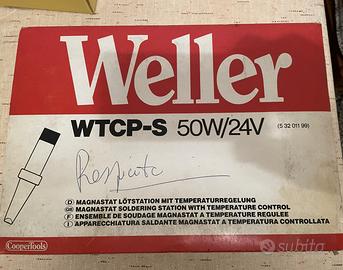 Weller
WTCP-S 50W/24V (5 32 011 99)
D MAGNASTAT LÖTSTATION MIT TEMPERATURREGELUNG
GB MAGNASTAT SOLDERING STATION WITH TEMPERATURE CONTROL
F ENSEMBLE DE SOUDAGE MAGNASTAT A TEMPERATURE REGULEE
I APPARECCHIATURA SALDANTE MAGNASTAT A TEMPERATURA CONTROLLATA
CooperTools
subito